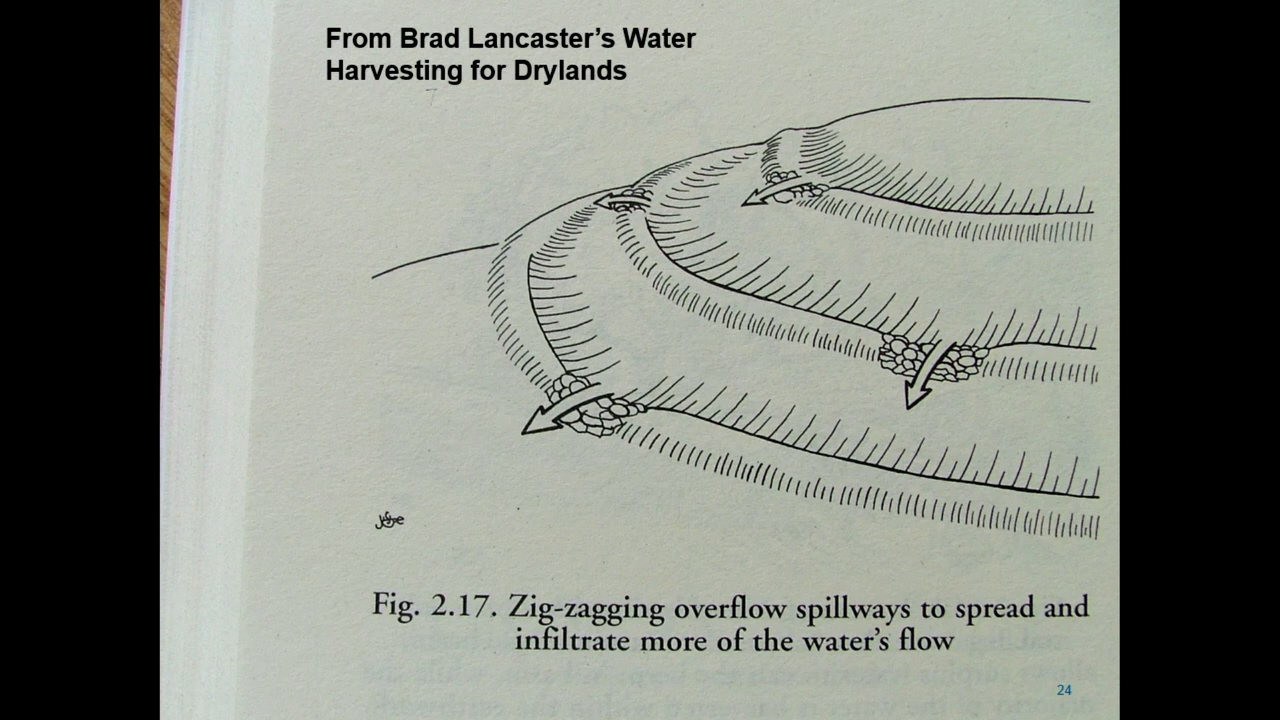 From Brad Lancaster's Water
Harvesting for Drylands
Fig. 2.17. Zig-zagging overflow spillways to spread and
infiltrate more of the water's flow
24